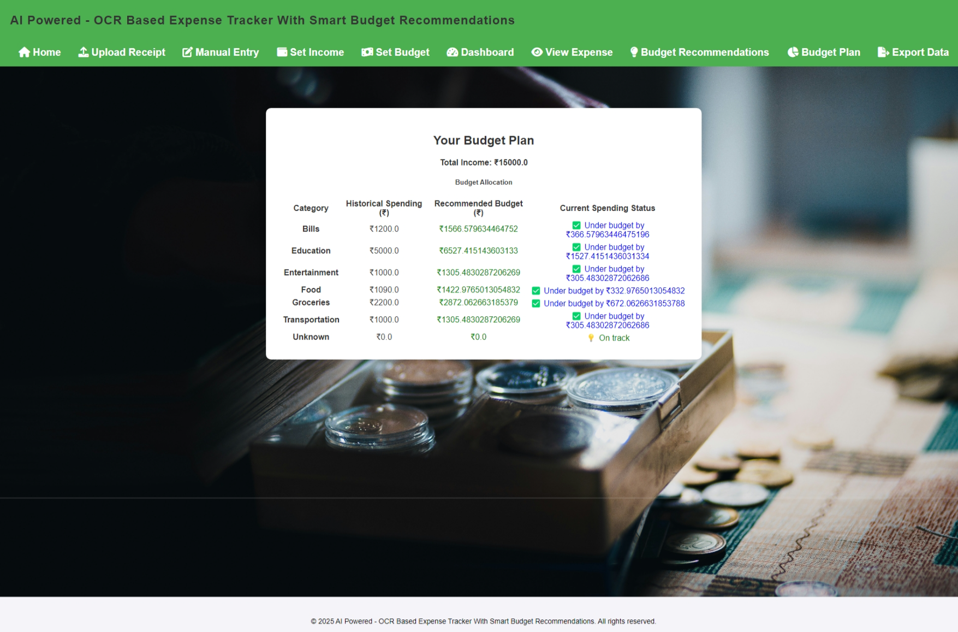 AI Powered - OCR Based Expense Tracker With Smart Budget Recommendations
Home Upload Receipt Manual Entry Set Income Set Budget Dashboard View Expense Budget Recommendations Budget Plan Export Data
Your Budget Plan
Total Income: ₹15000.0
Budget Allocation
Category Historical Spending (₹) Recommended Budget (₹) Current Spending Status
Bills ₹1200.0 ₹1566.579634464752 ✅ Under budget by ₹366.57963446475196
Education ₹5000.0 ₹6527.415143603133 ✅ Under budget by ₹1527.4151436031334
Entertainment ₹1000.0 ₹1305.4830287206269 ✅ Under budget by ₹305.48302872062686
Food ₹1090.0 ₹1422.9765013054832 ✅ Under budget by ₹332.9765013054832
Groceries ₹2200.0 ₹2872.062663185379 ✅ Under budget by ₹672.0626631853788
Transportation ₹1000.0 ₹1305.4830287206269 ✅ Under budget by ₹305.48302872062686
Unknown ₹0.0 ₹0.0 💡 On track
© 2025 AI Powered - OCR Based Expense Tracker With Smart Budget Recommendations. All rights reserved.